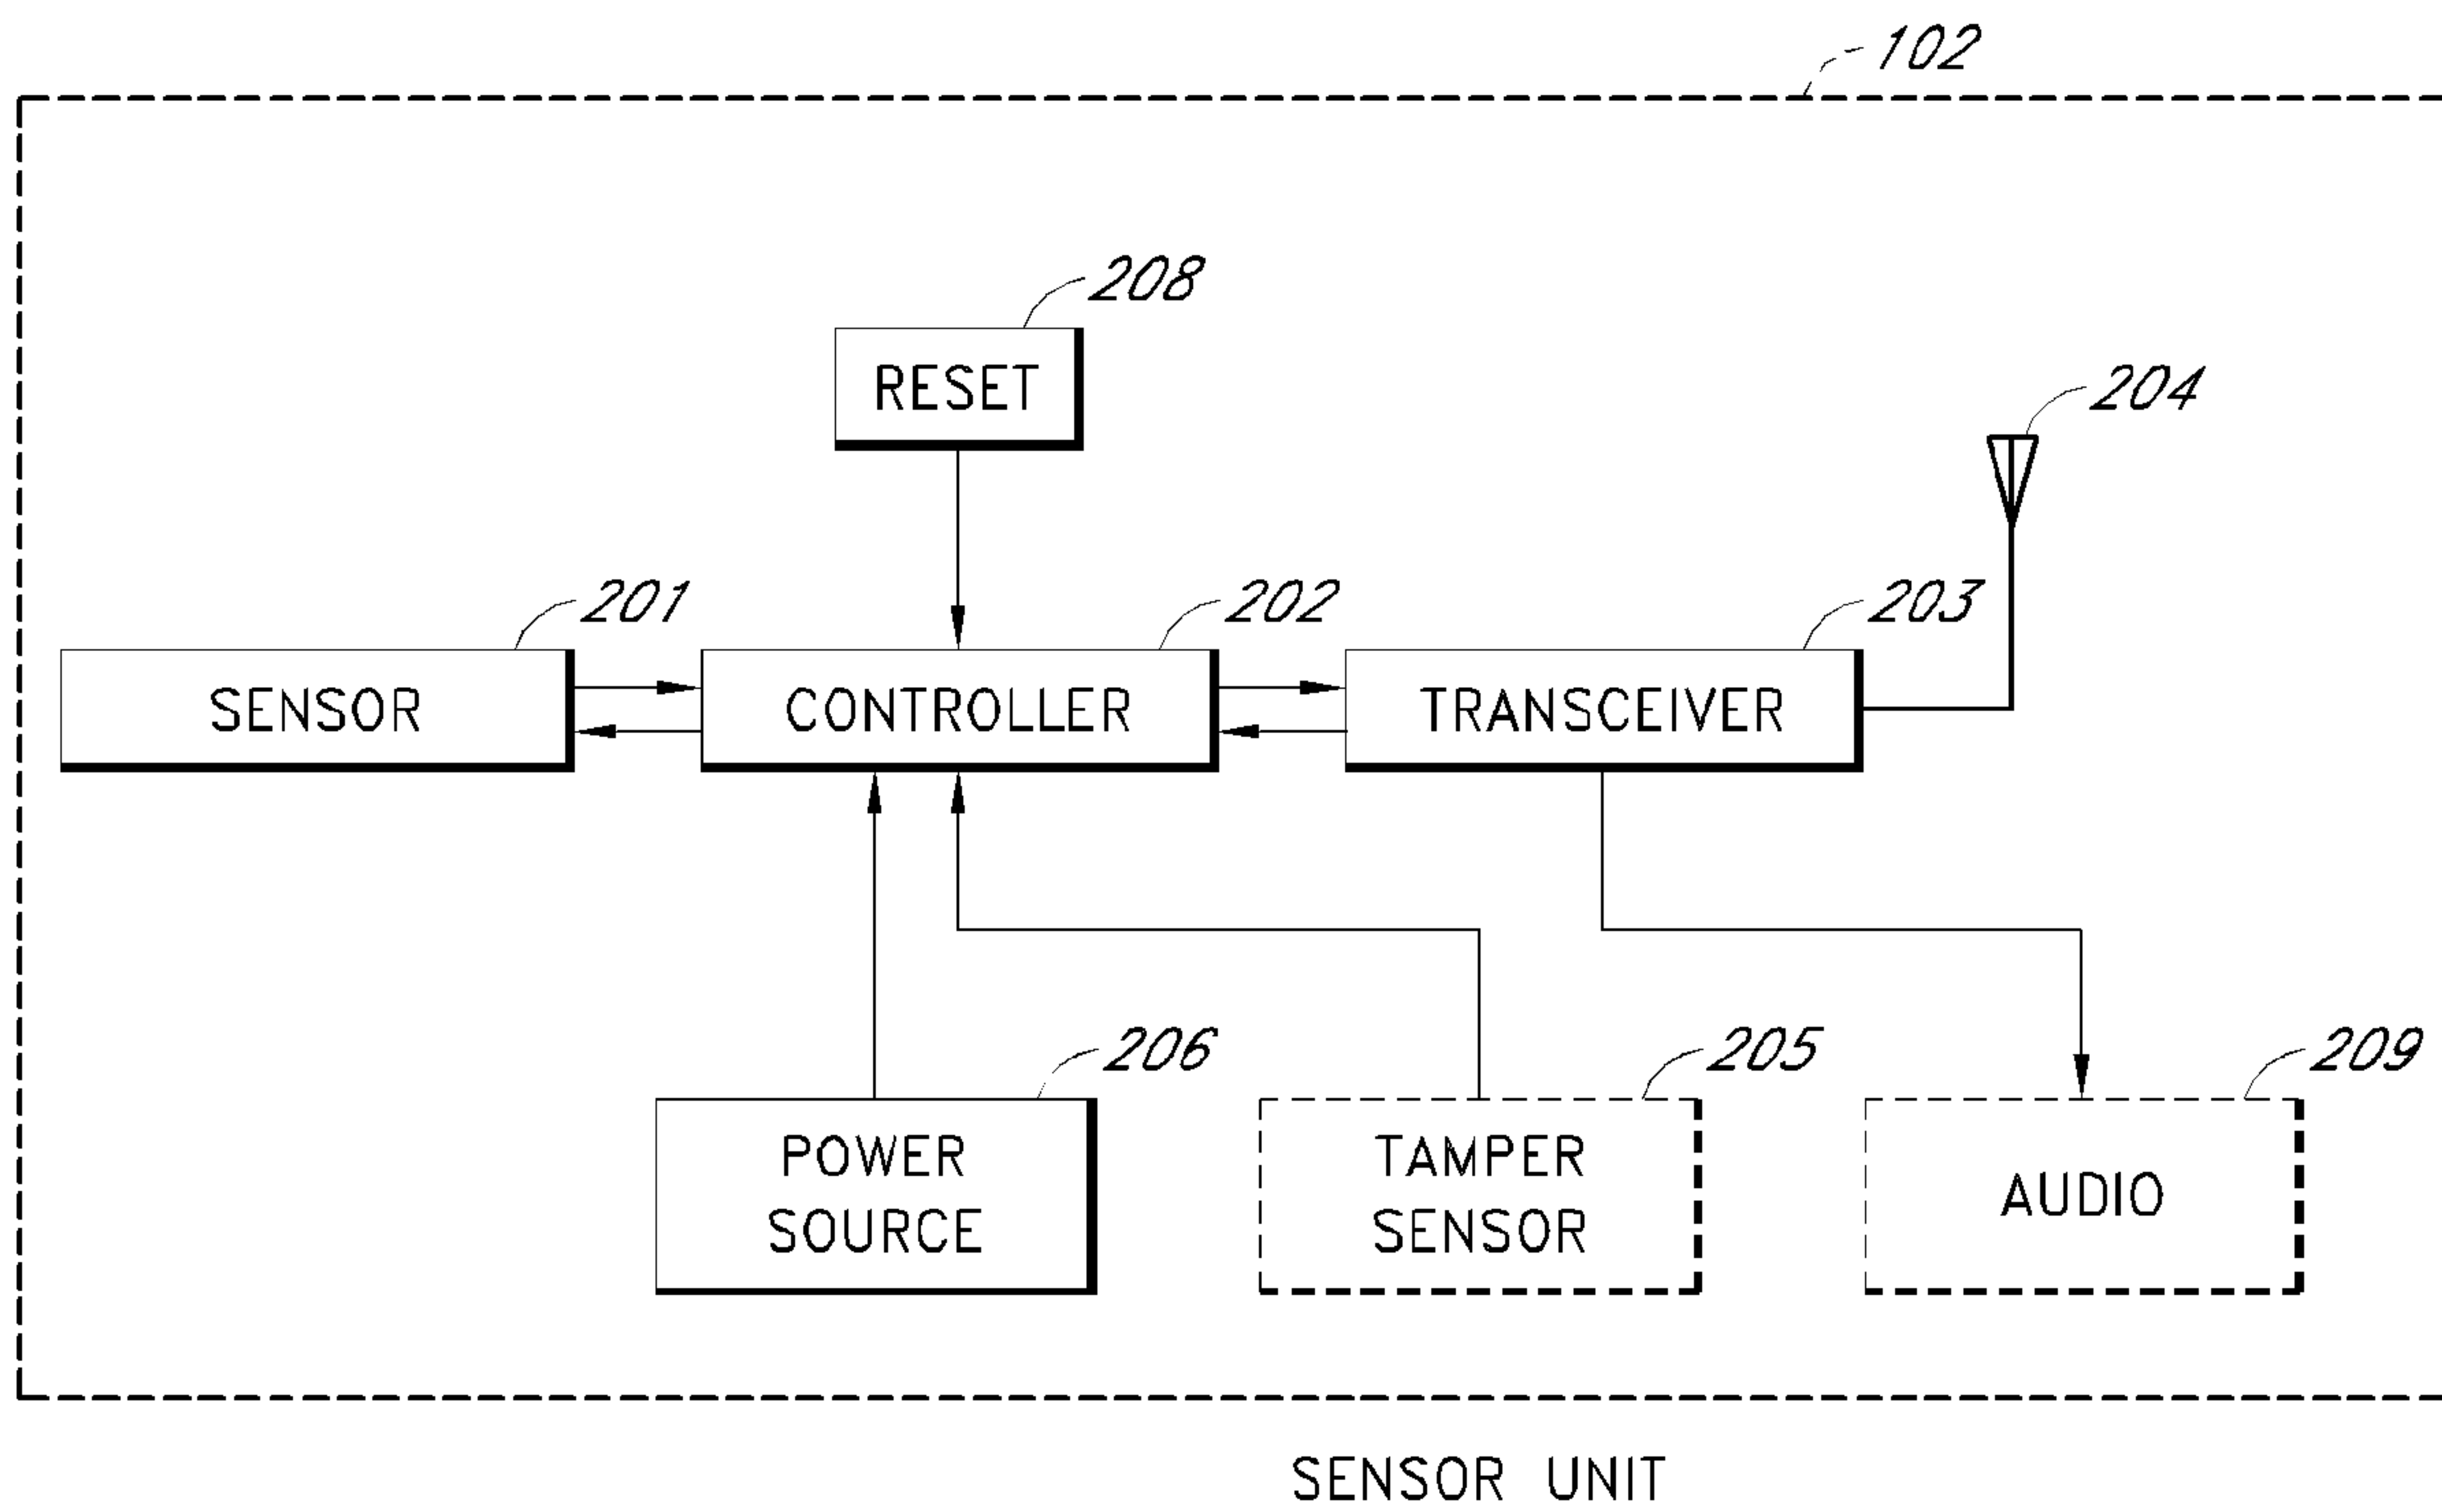 102
208
RESET
204
201
202
203
SENSOR
CONTROLLER
TRANSCEIVER
206
205
209
POWER
SOURCE
TAMPER
SENSOR
AUDIO
SENSOR UNIT